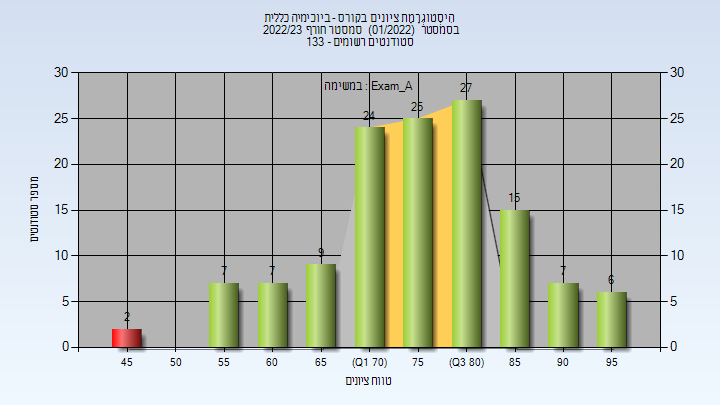 היסטוגרמת ציונים בקורס - ביוכימיה כללית
בסמסטר (01/2022) סמסטר חורף 2022/23
סטודנטים רשומים - 133
במשימה : Exam_A
30 30
25 25
20 20
15 15
10 10
5 5
0 0
מספר סטודנטים
2 7 7 9 24 25 27 15 7 6
45 50 55 60 65 (Q1 70) 75 (Q3 80) 85 90 95
טווח ציונים